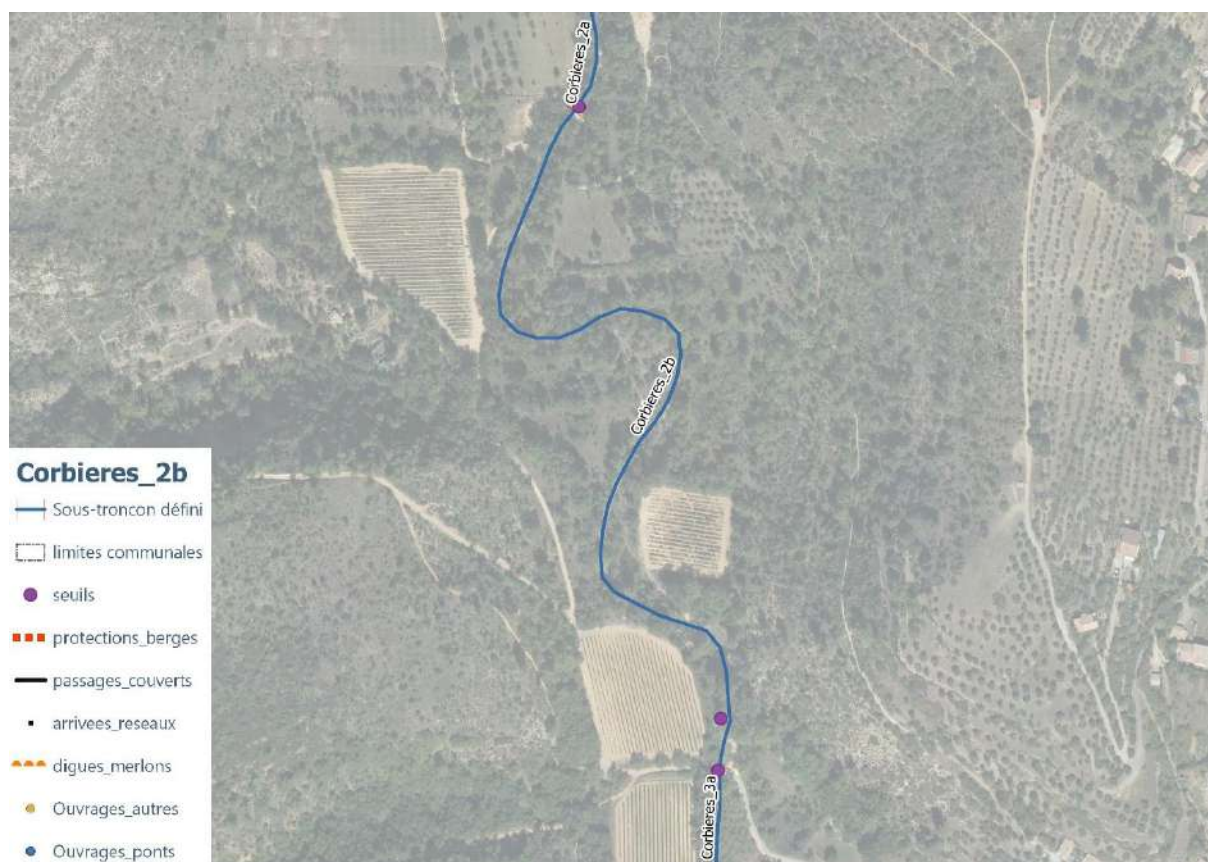 Corbieres_2a
Corbieres_2b
Corbieres_3a
Corbieres_2b
Sous-troncon défini
limites communales
seuils
protections_berges
passages_couverts
arrivees_reseaux
digues_merlons
Ouvrages_autres
Ouvrages_ponts